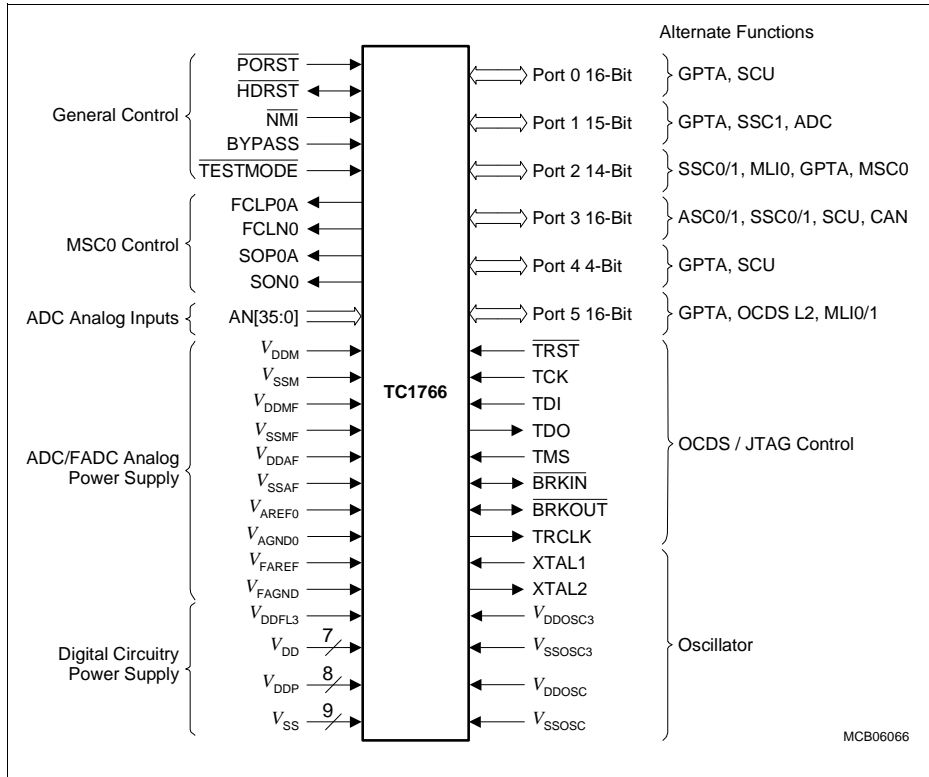 Alternate Functions
General Control
PORST
HDRST
NMI
BYPASS
TESTMODE
MSC0 Control
FCLP0A
FCLN0
SOP0A
SON0
ADC Analog Inputs
AN[35:0]
ADC/FADC Analog
Power Supply
VDDM
VSSM
VDDMF
VSSMF
VDDAF
VSSAF
VAREF0
VAGND0
VFAREF
VFAGND
Digital Circuitry
Power Supply
VDDFL3
VDD 7
VDDP 8
VSS 9
TC1766
Port 0 16-Bit GPTA, SCU
Port 1 15-Bit GPTA, SSC1, ADC
Port 2 14-Bit SSC0/1, MLI0, GPTA, MSC0
Port 3 16-Bit ASC0/1, SSC0/1, SCU, CAN
Port 4 4-Bit GPTA, SCU
Port 5 16-Bit GPTA, OCDS L2, MLI0/1
TRST
TCK
TDI
TDO
TMS
BRKIN
BRKOUT
TRCLK
OCDS / JTAG Control
XTAL1
XTAL2
VDDOSC3
VSSOSC3
VDDOSC
VSSOSC
Oscillator
MCB06066